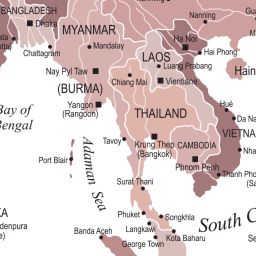 Nanning
BANGLADESH
Dhaka
MYANMAR
Mandalay
Ha Noi
Hai Phong
Chattagram
LAOS
Luang Prabang
Nay Pyi Taw
Chiang Mai
Vientiane
Hain
(BURMA)
Bay of
Bengal
Yangon
(Rangoon)
THAILAND
Hué
Da N
VIETNA
Tavoy
Krung Thep
(Bangkok)
CAMBODIA
Nha
Port Blair
Adaman Sea
Phnom Penh
Thanh Pho
(Sai
Surat Thani
KA
denepura
te)
Phuket
Songkhla
South C
Langkawi
Banda Aceh
Kota Baharu
George Town